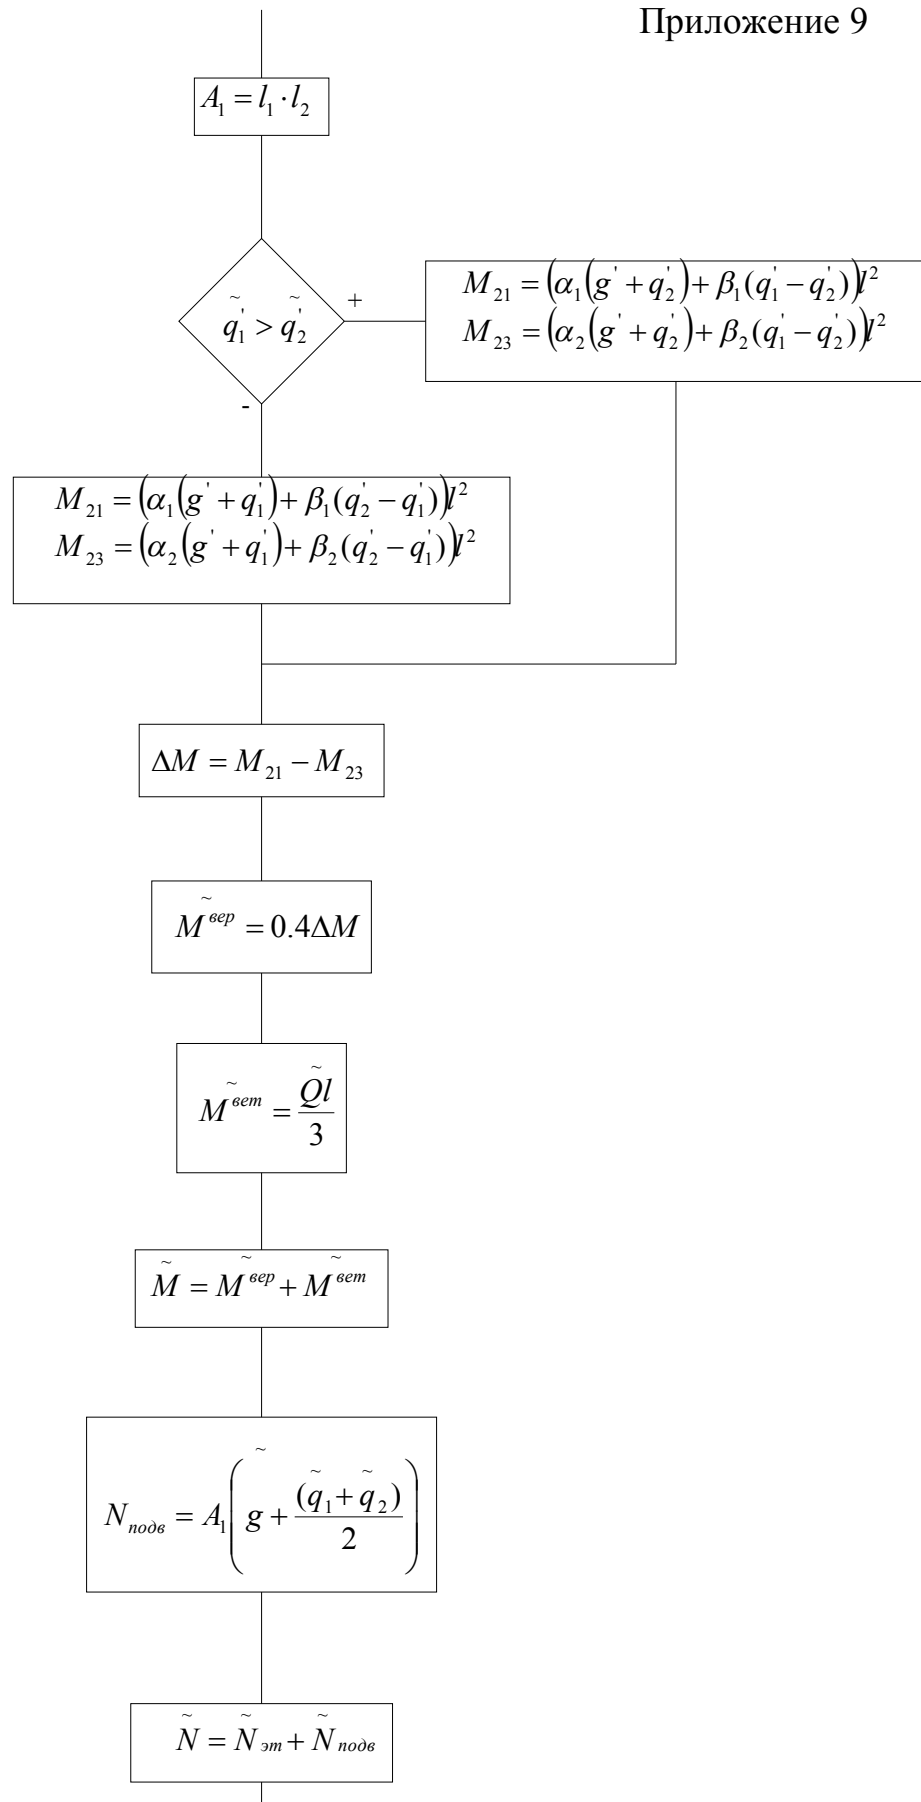 Приложение 9
A₁ = l₁ · l₂
q̃₁' > q̃₂'
+
M₂₁ = (α₁(g' + q₂') + β₁(q₁' − q₂'))l²
M₂₃ = (α₂(g' + q₂') + β₂(q₁' − q₂'))l²
-
M₂₁ = (α₁(g' + q₁') + β₁(q₂' − q₁'))l²
M₂₃ = (α₂(g' + q₁') + β₂(q₂' − q₁'))l²
ΔM = M₂₁ − M₂₃
M̃^вер = 0.4ΔM
M̃^вет = Q̃l / 3
M̃ = M̃^вер + M̃^вет
N_подв = A₁(g̃ + (q̃₁ + q̃₂) / 2)
Ñ = Ñ_эт + Ñ_подв